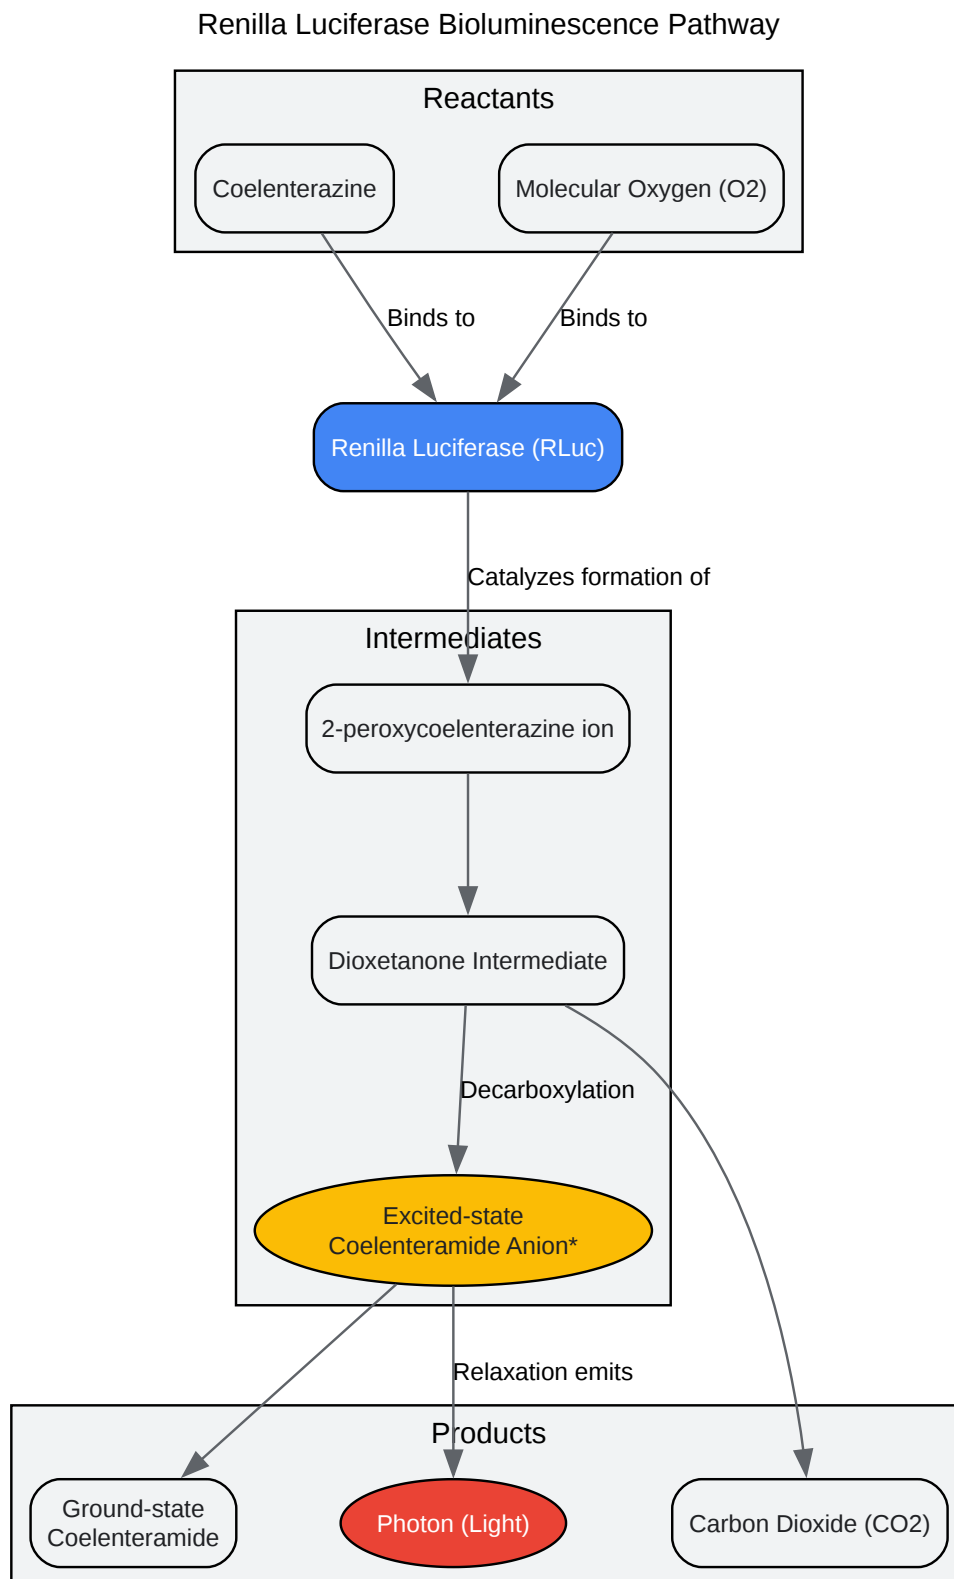 Renilla Luciferase Bioluminescence Pathway
Reactants
Coelenterazine
Molecular Oxygen (O2)
Binds to
Binds to
Renilla Luciferase (RLuc)
Catalyzes formation of
Intermediates
2-peroxycoelenterazine ion
Dioxetanone Intermediate
Decarboxylation
Excited-state
Coelenteramide Anion*
Relaxation emits
Products
Ground-state
Coelenteramide
Photon (Light)
Carbon Dioxide (CO2)